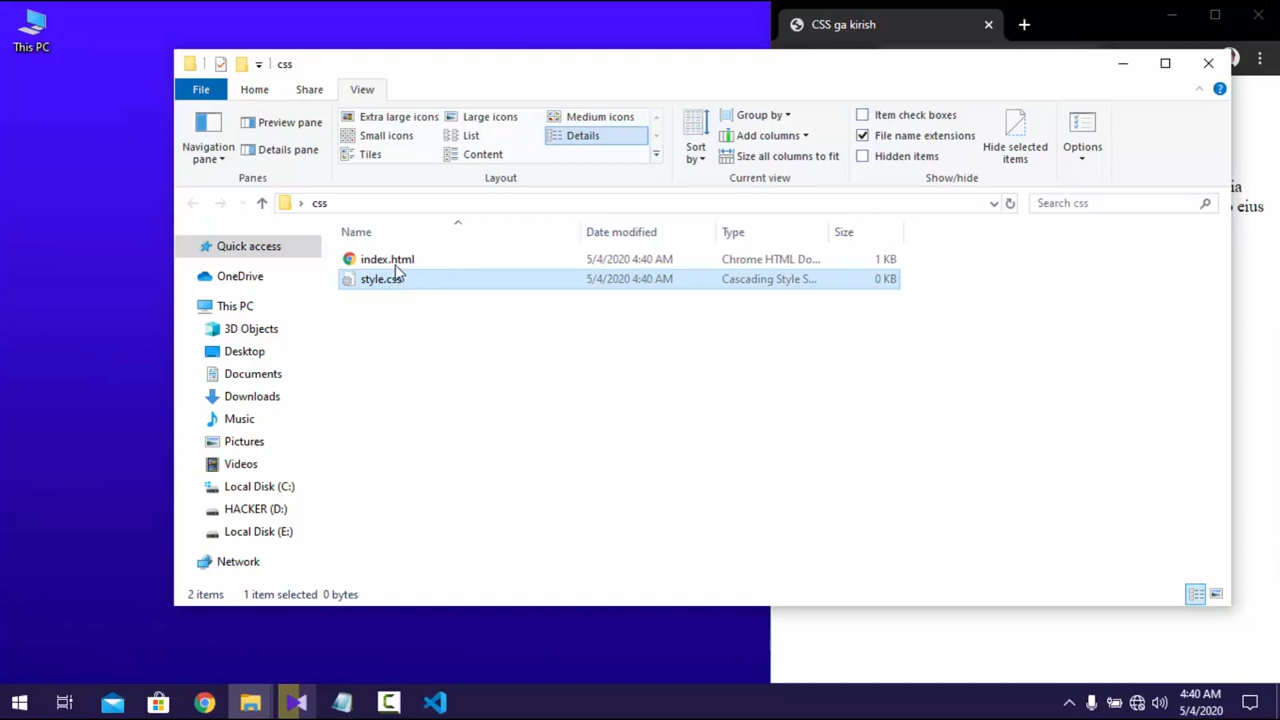 This PC
CSS ga kirish
css
File
Home
Share
View
Navigation pane
Preview pane
Details pane
Panes
Extra large icons
Large icons
Medium icons
Small icons
List
Details
Tiles
Content
Layout
Sort by
Group by
Add columns
Size all columns to fit
Current view
Item check boxes
File name extensions
Hidden items
Hide selected items
Show/hide
Options
css
Search css
ia
eius
Name
Date modified
Type
Size
index.html
5/4/2020 4:40 AM
Chrome HTML Do...
1 KB
style.css
5/4/2020 4:40 AM
Cascading Style S...
0 KB
Quick access
OneDrive
This PC
3D Objects
Desktop
Documents
Downloads
Music
Pictures
Videos
Local Disk (C:)
HACKER (D:)
Local Disk (E:)
Network
2 items
1 item selected 0 bytes
4:40 AM
5/4/2020